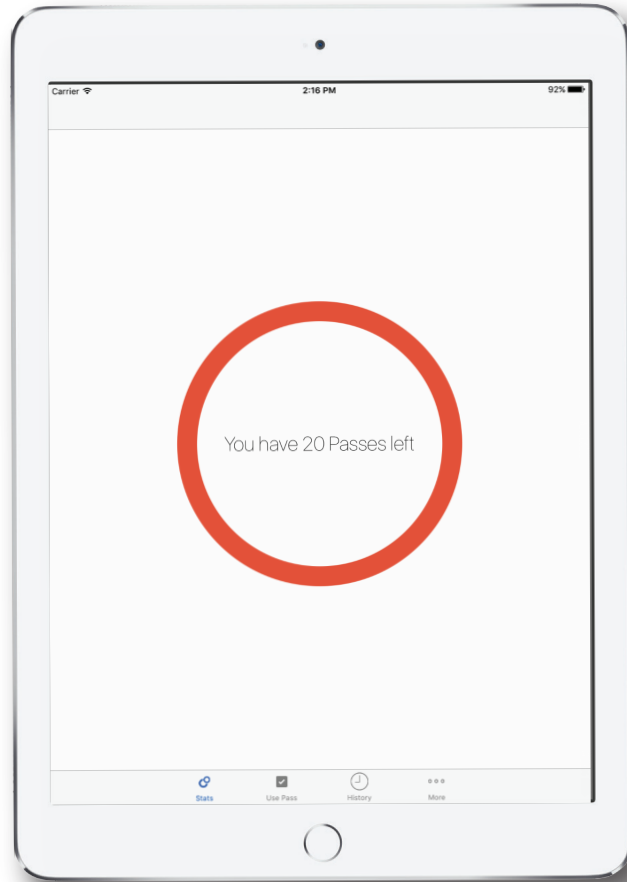 Carrier
2:16 PM
92%
You have 20 Passes left
Stats
Use Pass
History
More